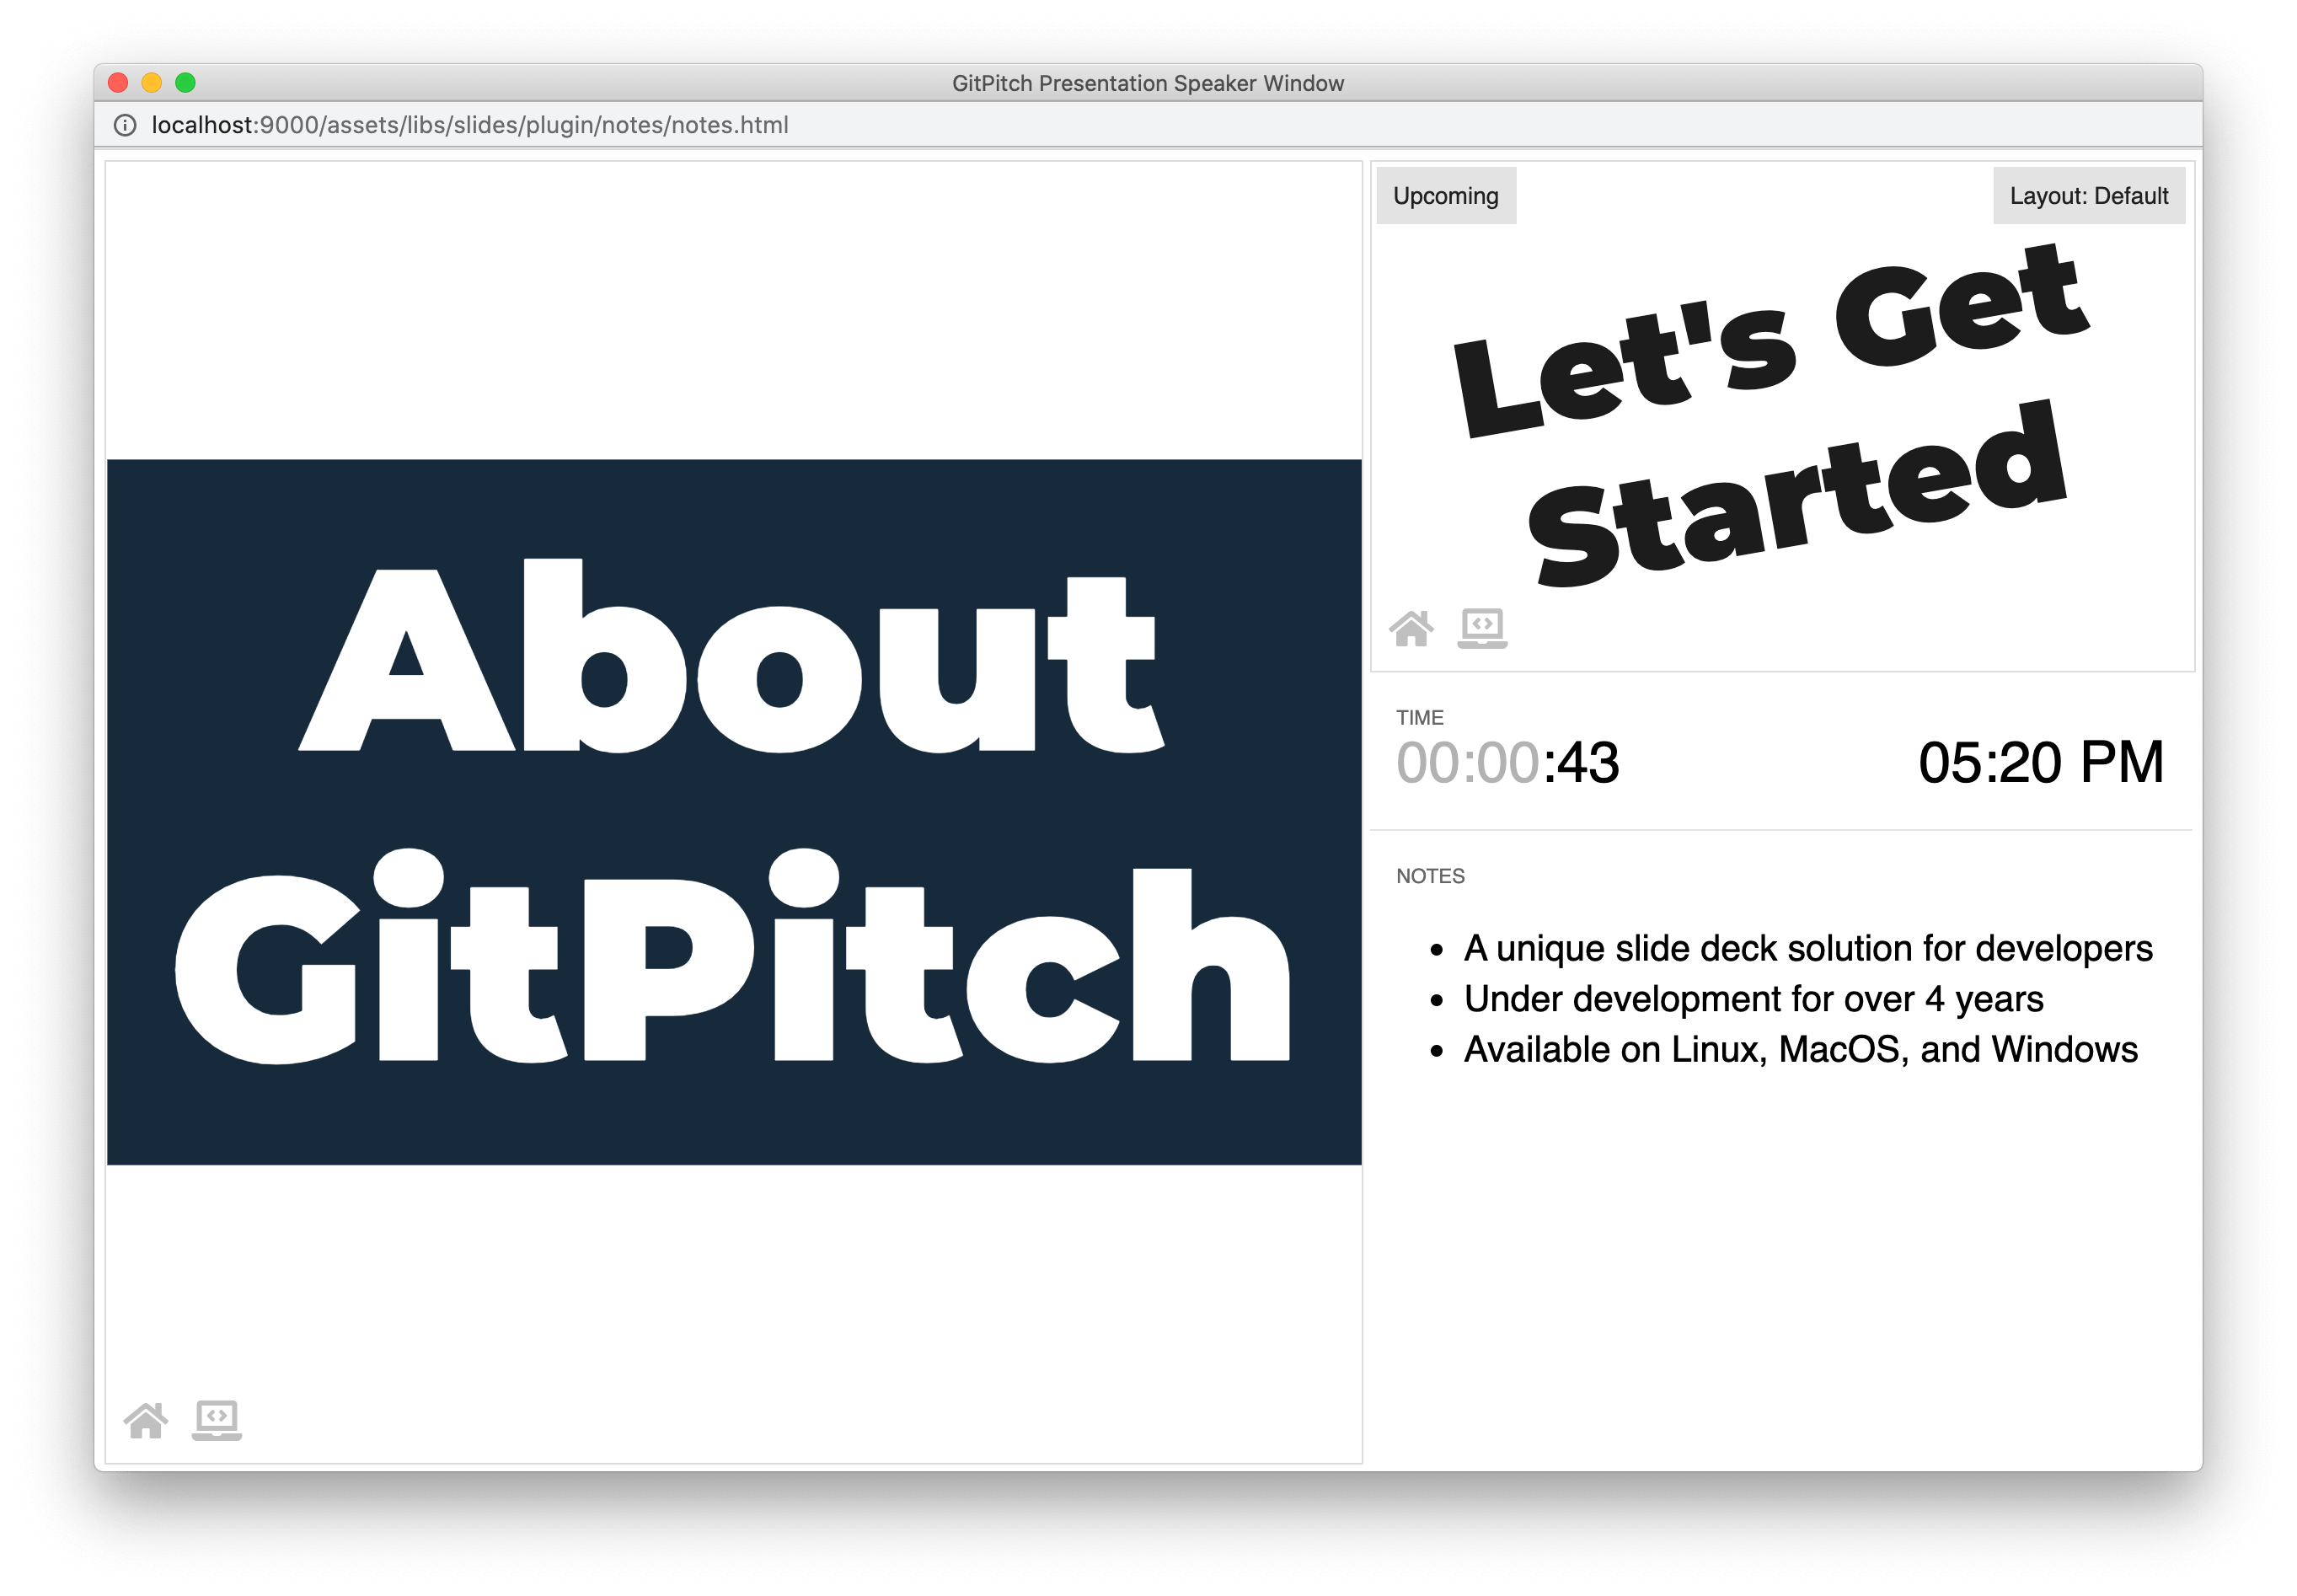 GitPitch Presentation Speaker Window
localhost:9000/assets/libs/slides/plugin/notes/notes.html
About
GitPitch
Upcoming
Layout: Default
Let's Get
Started
TIME
00:00:43
05:20 PM
NOTES
• A unique slide deck solution for developers
• Under development for over 4 years
• Available on Linux, MacOS, and Windows